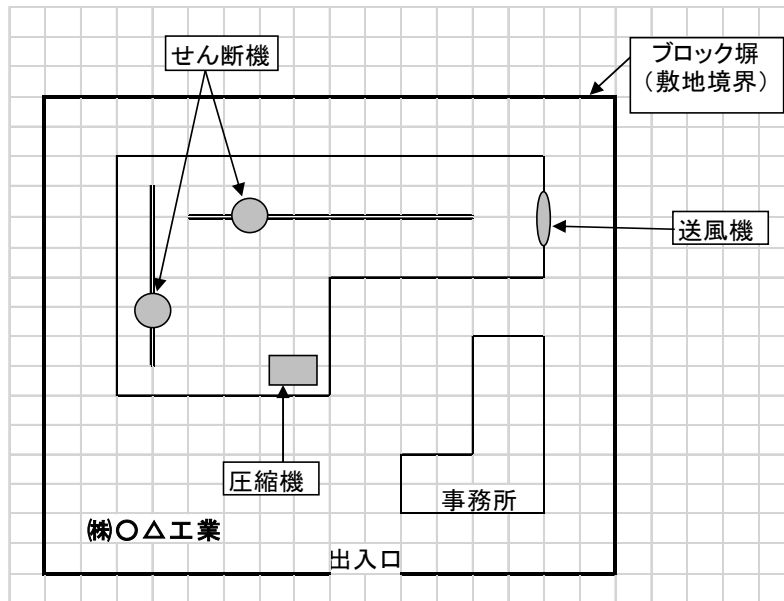 せん断機
ブロック塀
（敷地境界）
送風機
圧縮機
事務所
㈱○△工業
出入口